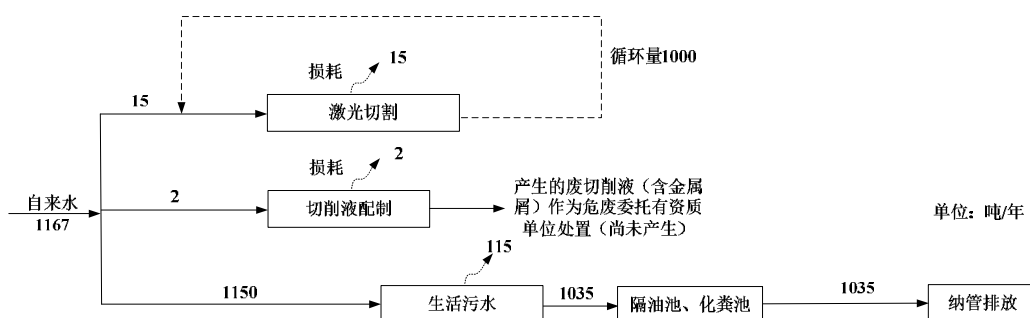 15
损耗
循环量1000
15
激光切割
2
损耗
自来水
2
切削液配制
产生的废切削液（含金属
屑）作为危废委托有资质
单位处置（尚未产生）
单位：吨/年
1167
115
1150
生活污水
1035
隔油池、化粪池
1035
纳管排放